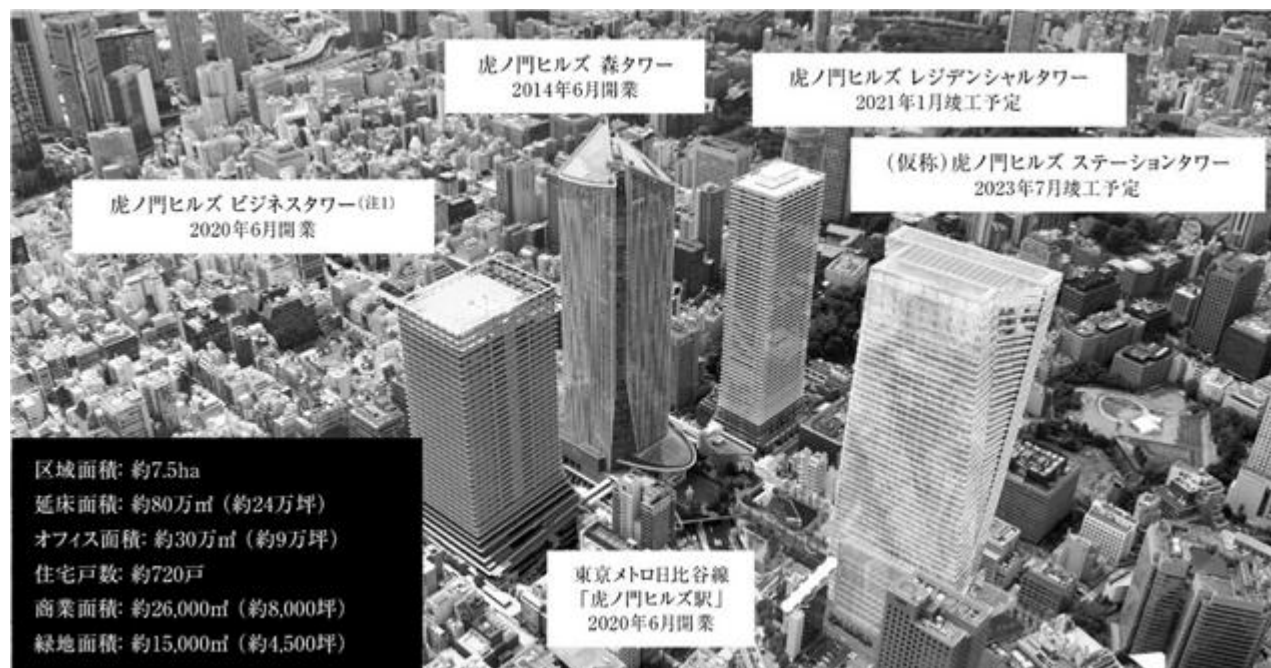 虎ノ門ヒルズ 森タワー
2014年6月開業
虎ノ門ヒルズ レジデンシャルタワー
2021年1月竣工予定
(仮称)虎ノ門ヒルズ ステーションタワー
2023年7月竣工予定
虎ノ門ヒルズ ビジネスタワー(注1)
2020年6月開業
区域面積: 約7.5ha
延床面積: 約80万㎡ (約24万坪)
オフィス面積: 約30万㎡ (約9万坪)
住宅戸数: 約720戸
商業面積: 約26,000㎡ (約8,000坪)
緑地面積: 約15,000㎡ (約4,500坪)
東京メトロ日比谷線
「虎ノ門ヒルズ駅」
2020年6月開業